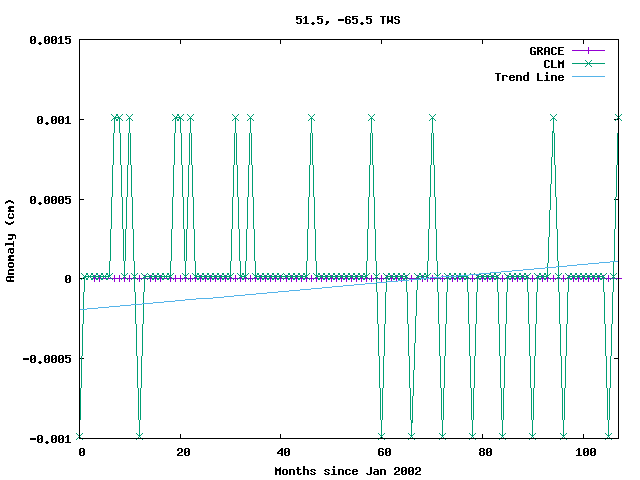 51.5, -65.5 TWS
0.0015
0.001
0.0005
0
-0.0005
-0.001
Anomaly (cm)
GRACE
CLM
Trend Line
0 20 40 60 80 100
Months since Jan 2002